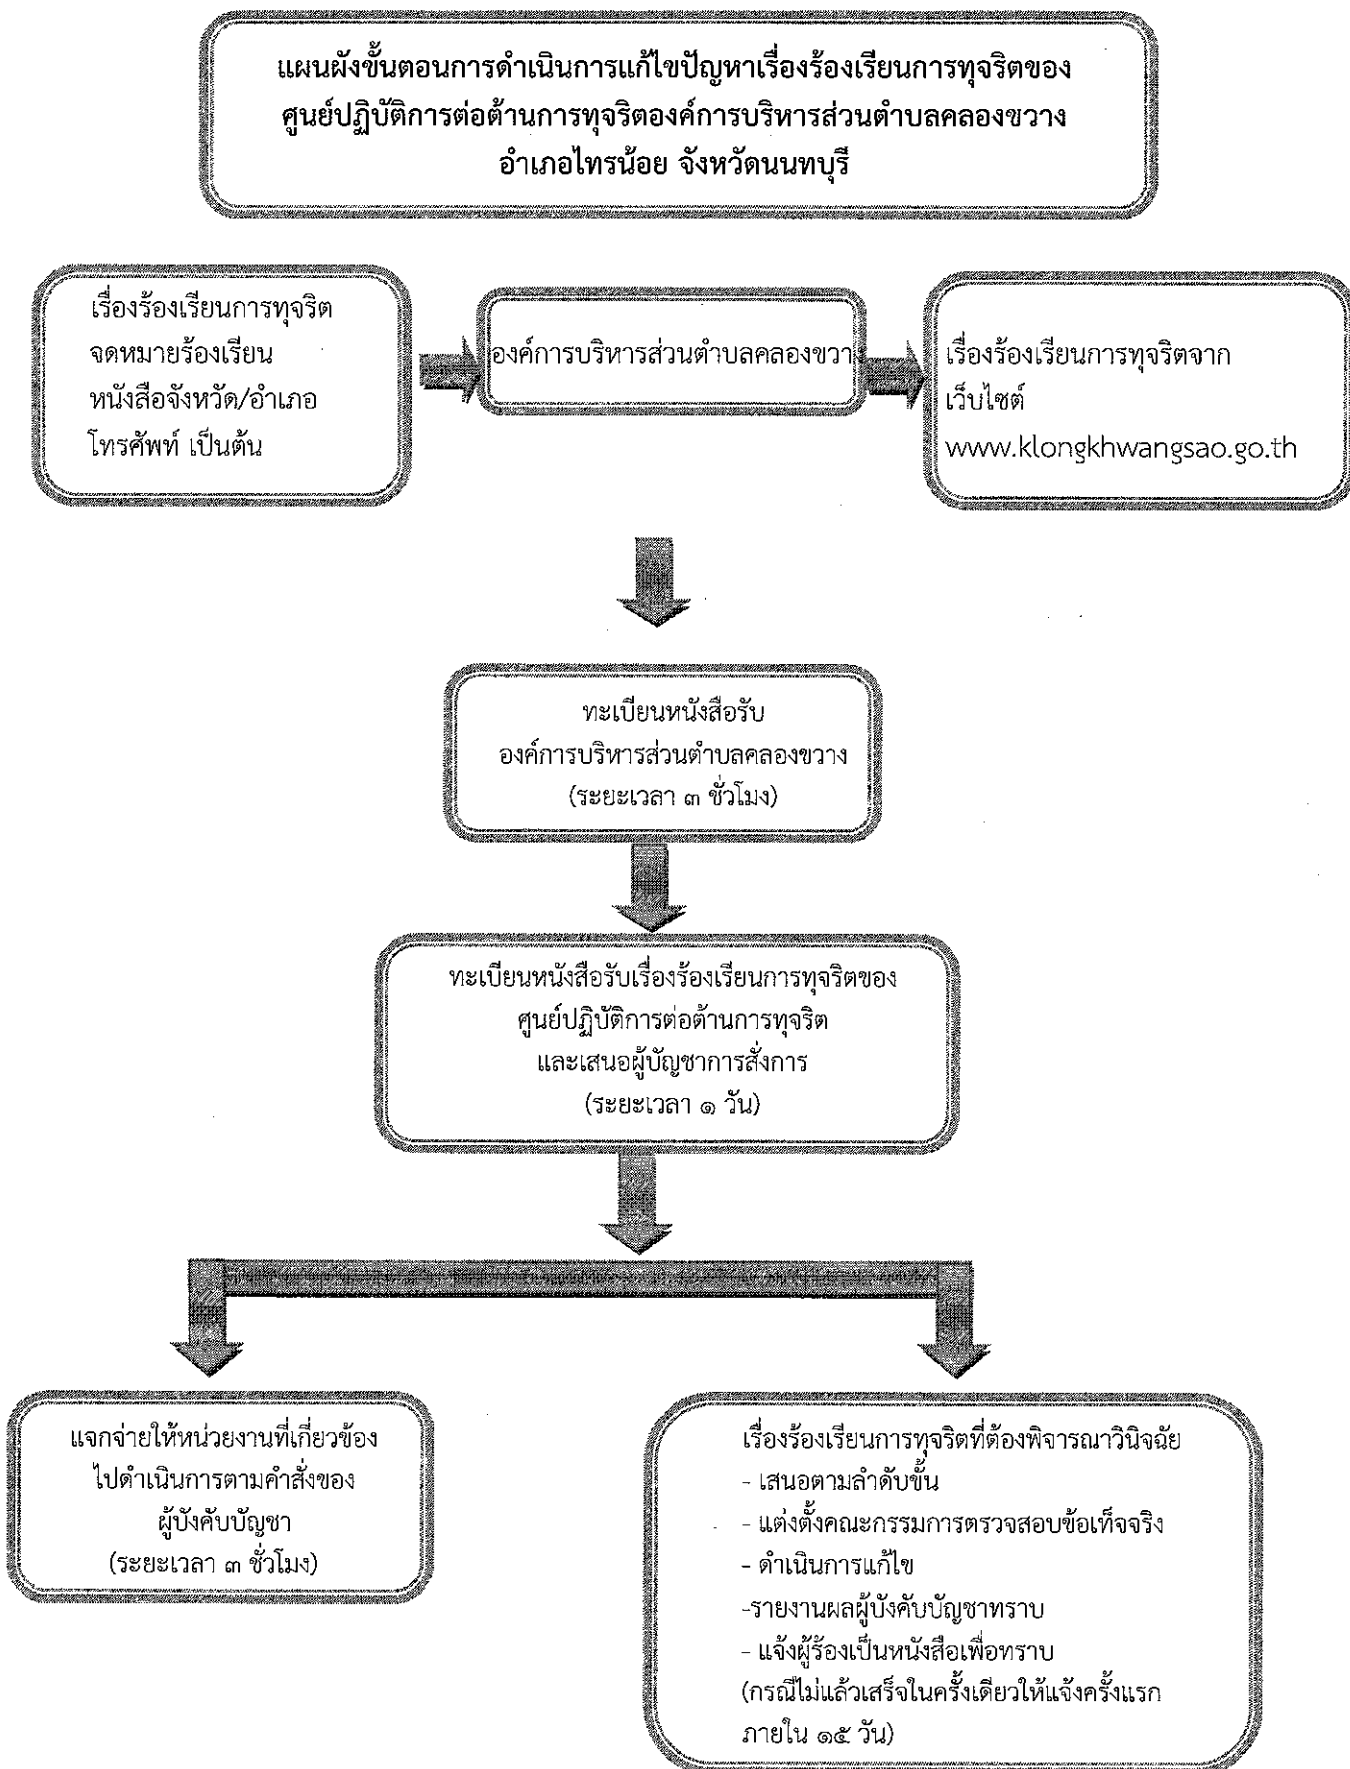 แผนผังขั้นตอนการดำเนินการแก้ไขปัญหาเรื่องร้องเรียนการทุจริตของ
ศูนย์ปฏิบัติการต่อต้านการทุจริตองค์การบริหารส่วนตำบลคลองขวาง
อำเภอไทรน้อย จังหวัดนนทบุรี
เรื่องร้องเรียนการทุจริต
จดหมายร้องเรียน
หนังสือจังหวัด/อำเภอ
โทรศัพท์ เป็นต้น
องค์การบริหารส่วนตำบลคลองขวา
เรื่องร้องเรียนการทุจริตจาก
เว็บไซต์
www.klongkhwangsao.go.th
ทะเบียนหนังสือรับ
องค์การบริหารส่วนตำบลคลองขวาง
(ระยะเวลา ๓ ชั่วโมง)
ทะเบียนหนังสือรับเรื่องร้องเรียนการทุจริตของ
ศูนย์ปฏิบัติการต่อต้านการทุจริต
และเสนอผู้บัญชาการสั่งการ
(ระยะเวลา ๑ วัน)
แจกจ่ายให้หน่วยงานที่เกี่ยวข้อง
ไปดำเนินการตามคำสั่งของ
ผู้บังคับบัญชา
(ระยะเวลา ๓ ชั่วโมง)
เรื่องร้องเรียนการทุจริตที่ต้องพิจารณาวินิจฉัย
- เสนอตามลำดับขั้น
- แต่งตั้งคณะกรรมการตรวจสอบข้อเท็จจริง
- ดำเนินการแก้ไข
-รายงานผลผู้บังคับบัญชาทราบ
- แจ้งผู้ร้องเป็นหนังสือเพื่อทราบ
(กรณีไม่แล้วเสร็จในครั้งเดียวให้แจ้งครั้งแรก
ภายใน ๑๕ วัน)